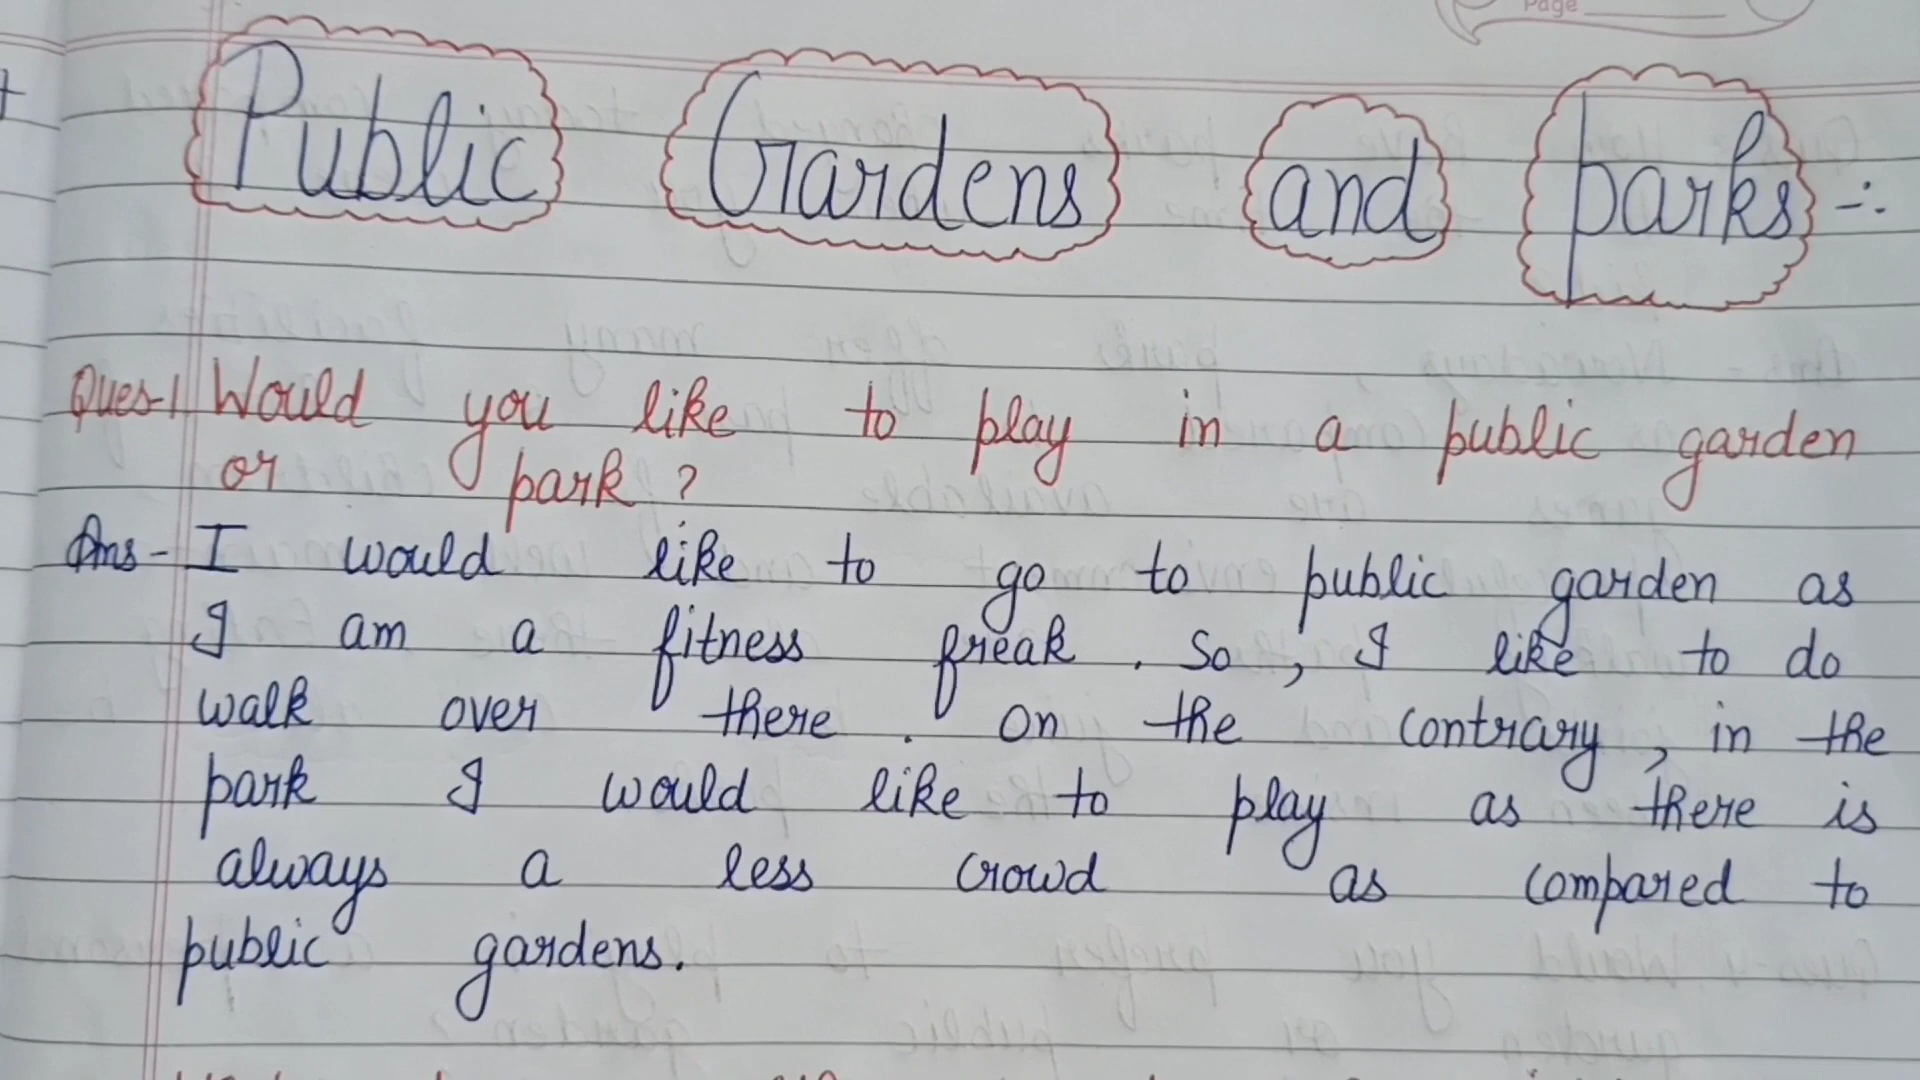 Page
Public Gardens and parks :-
Ques-1 Would you like to play in a public garden
or park ?
Ans - I would like to go to public garden as
I am a fitness freak . So , I like to do
walk over there . On the contrary , in the
park I would like to play as there is
always a less crowd as compared to
public gardens.